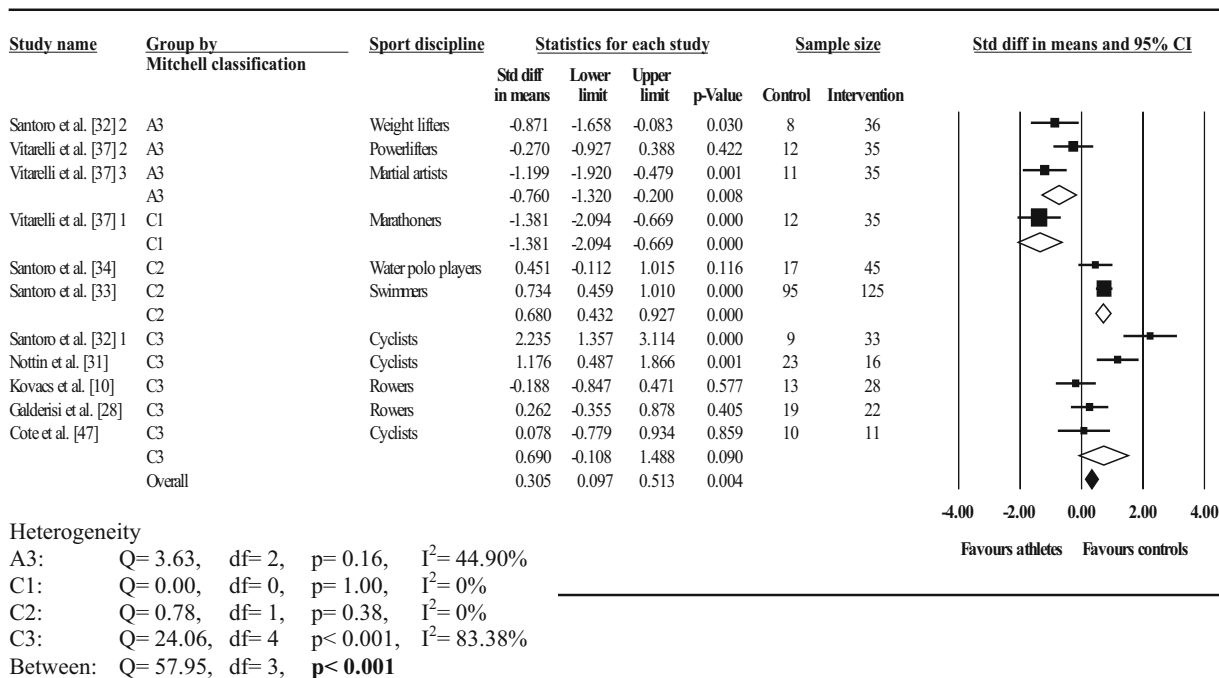 Study name Group by Sport discipline Statistics for each study Sample size Std diff in means and 95% CI
Mitchell classification
Std diff Lower Upper
in means limit limit p-Value Control Intervention
Santoro et al. [32] 2 A3 Weight lifters -0.871 -1.658 -0.083 0.030 8 36
Vitarelli et al. [37] 2 A3 Powerlifters -0.270 -0.927 0.388 0.422 12 35
Vitarelli et al. [37] 3 A3 Martial artists -1.199 -1.920 -0.479 0.001 11 35
A3 -0.760 -1.320 -0.200 0.008
Vitarelli et al. [37] 1 C1 Marathoners -1.381 -2.094 -0.669 0.000 12 35
C1 -1.381 -2.094 -0.669 0.000
Santoro et al. [34] C2 Water polo players 0.451 -0.112 1.015 0.116 17 45
Santoro et al. [33] C2 Swimmers 0.734 0.459 1.010 0.000 95 125
C2 0.680 0.432 0.927 0.000
Santoro et al. [32] 1 C3 Cyclists 2.235 1.357 3.114 0.000 9 33
Nottin et al. [31] C3 Cyclists 1.176 0.487 1.866 0.001 23 16
Kovacs et al. [10] C3 Rowers -0.188 -0.847 0.471 0.577 13 28
Galderisi et al. [28] C3 Rowers 0.262 -0.355 0.878 0.405 19 22
Cote et al. [47] C3 Cyclists 0.078 -0.779 0.934 0.859 10 11
C3 0.690 -0.108 1.488 0.090
Overall 0.305 0.097 0.513 0.004
-4.00 -2.00 0.00 2.00 4.00
Favours athletes Favours controls
Heterogeneity
A3: Q= 3.63, df= 2, p= 0.16, I²= 44.90%
C1: Q= 0.00, df= 0, p= 1.00, I²= 0%
C2: Q= 0.78, df= 1, p= 0.38, I²= 0%
C3: Q= 24.06, df= 4 p< 0.001, I²= 83.38%
Between: Q= 57.95, df= 3, p< 0.001